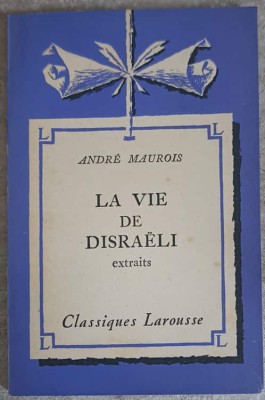 L L
ANDRÉ MAUROIS
LA VIE
DE
DISRAËLI
extraits
Classiques Larousse
L L